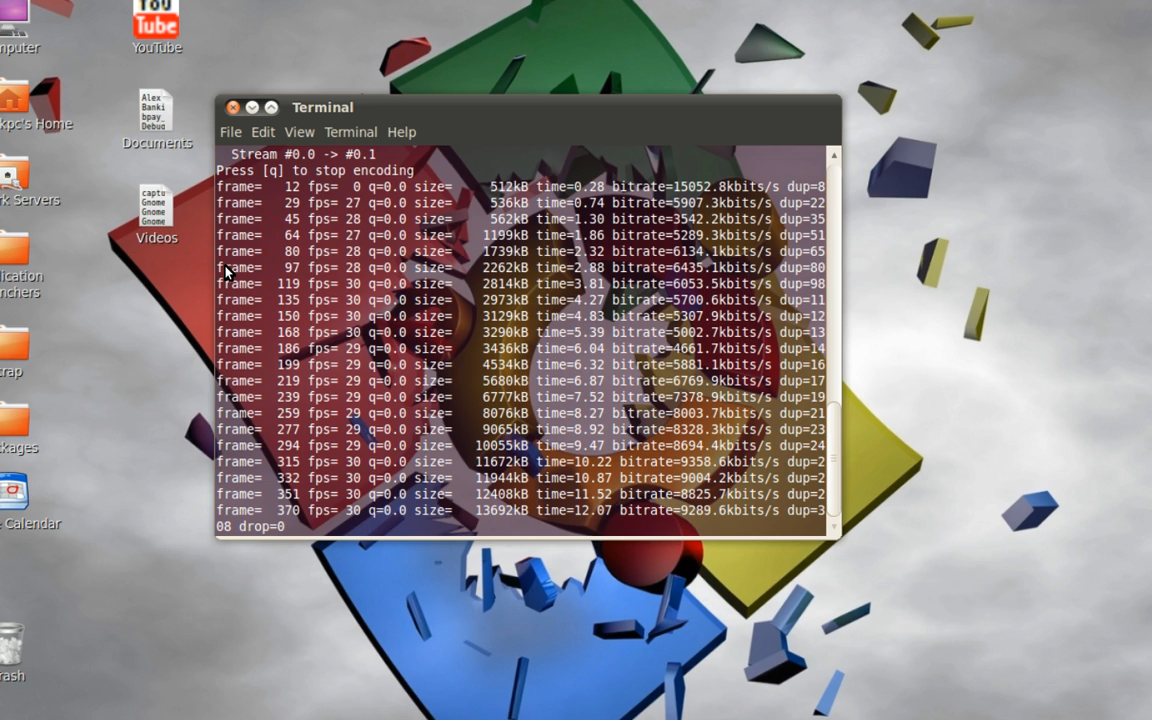 You
Tube
YouTube
mputer
Alex
Banki
bpay_
Debug
kpc's Home
Documents
captu
Gnome
Gnome
Gnome
rk Servers
Videos
ication
nchers
rap
kages
e Calendar
rash
Terminal
File Edit View Terminal Help
Stream #0.0 -> #0.1
Press [q] to stop encoding
frame= 12 fps= 0 q=0.0 size= 512kB time=0.28 bitrate=15052.8kbits/s dup=8
frame= 29 fps= 27 q=0.0 size= 536kB time=0.74 bitrate=5907.3kbits/s dup=22
frame= 45 fps= 28 q=0.0 size= 562kB time=1.30 bitrate=3542.2kbits/s dup=35
frame= 64 fps= 27 q=0.0 size= 1199kB time=1.86 bitrate=5289.3kbits/s dup=51
frame= 80 fps= 28 q=0.0 size= 1739kB time=2.32 bitrate=6134.1kbits/s dup=65
frame= 97 fps= 28 q=0.0 size= 2262kB time=2.88 bitrate=6435.1kbits/s dup=80
frame= 119 fps= 30 q=0.0 size= 2814kB time=3.81 bitrate=6053.5kbits/s dup=98
frame= 135 fps= 30 q=0.0 size= 2973kB time=4.27 bitrate=5700.6kbits/s dup=11
frame= 150 fps= 30 q=0.0 size= 3129kB time=4.83 bitrate=5307.9kbits/s dup=12
frame= 168 fps= 30 q=0.0 size= 3290kB time=5.39 bitrate=5002.7kbits/s dup=13
frame= 186 fps= 29 q=0.0 size= 3436kB time=6.04 bitrate=4661.7kbits/s dup=14
frame= 199 fps= 29 q=0.0 size= 4534kB time=6.32 bitrate=5881.1kbits/s dup=16
frame= 219 fps= 29 q=0.0 size= 5680kB time=6.87 bitrate=6769.9kbits/s dup=17
frame= 239 fps= 29 q=0.0 size= 6777kB time=7.52 bitrate=7378.9kbits/s dup=19
frame= 259 fps= 29 q=0.0 size= 8076kB time=8.27 bitrate=8003.7kbits/s dup=21
frame= 277 fps= 29 q=0.0 size= 9065kB time=8.92 bitrate=8328.3kbits/s dup=23
frame= 294 fps= 29 q=0.0 size= 10055kB time=9.47 bitrate=8694.4kbits/s dup=24
frame= 315 fps= 30 q=0.0 size= 11672kB time=10.22 bitrate=9358.6kbits/s dup=2
frame= 332 fps= 30 q=0.0 size= 11944kB time=10.87 bitrate=9004.2kbits/s dup=2
frame= 351 fps= 30 q=0.0 size= 12408kB time=11.52 bitrate=8825.7kbits/s dup=2
frame= 370 fps= 30 q=0.0 size= 13692kB time=12.07 bitrate=9289.6kbits/s dup=3
08 drop=0